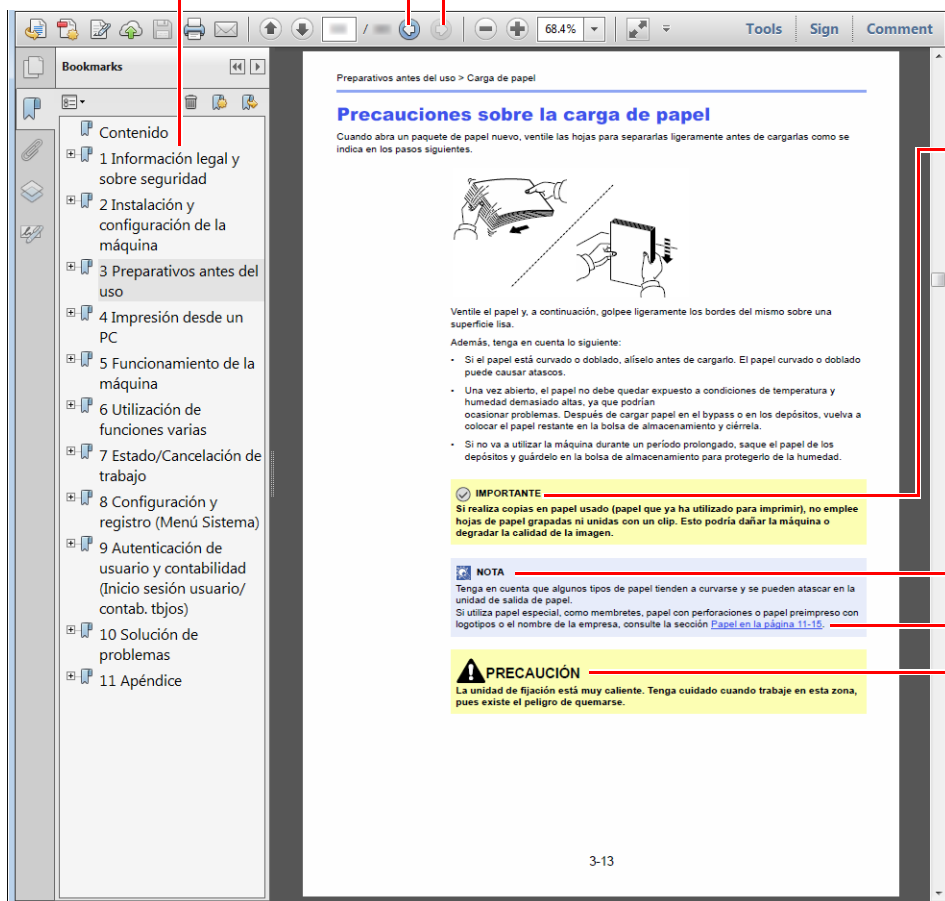 /
68.4%
Tools
Sign
Comment
Bookmarks
Contenido
1 Información legal y
sobre seguridad
2 Instalación y
configuración de la
máquina
3 Preparativos antes del
uso
4 Impresión desde un
PC
5 Funcionamiento de la
máquina
6 Utilización de
funciones varias
7 Estado/Cancelación de
trabajo
8 Configuración y
registro (Menú Sistema)
9 Autenticación de
usuario y contabilidad
(Inicio sesión usuario/
contab. tbjos)
10 Solución de
problemas
11 Apéndice
Preparativos antes del uso > Carga de papel
Precauciones sobre la carga de papel
Cuando abra un paquete de papel nuevo, ventile las hojas para separarlas ligeramente antes de cargarlas como se
indica en los pasos siguientes.
Ventile el papel y, a continuación, golpee ligeramente los bordes del mismo sobre una
superficie lisa.
Además, tenga en cuenta lo siguiente:
• Si el papel está curvado o doblado, alíselo antes de cargarlo. El papel curvado o doblado
puede causar atascos.
• Una vez abierto, el papel no debe quedar expuesto a condiciones de temperatura y
humedad demasiado altas, ya que podrían
ocasionar problemas. Después de cargar papel en el bypass o en los depósitos, vuelva a
colocar el papel restante en la bolsa de almacenamiento y ciérrela.
• Si no va a utilizar la máquina durante un período prolongado, saque el papel de los
depósitos y guárdelo en la bolsa de almacenamiento para protegerlo de la humedad.
IMPORTANTE
Si realiza copias en papel usado (papel que ya ha utilizado para imprimir), no emplee
hojas de papel grapadas ni unidas con un clip. Esto podría dañar la máquina o
degradar la calidad de la imagen.
NOTA
Tenga en cuenta que algunos tipos de papel tienden a curvarse y se pueden atascar en la
unidad de salida de papel.
Si utiliza papel especial, como membretes, papel con perforaciones o papel preimpreso con
logotipos o el nombre de la empresa, consulte la sección Papel en la página 11-15.
PRECAUCIÓN
La unidad de fijación está muy caliente. Tenga cuidado cuando trabaje en esta zona,
pues existe el peligro de quemarse.
3-13